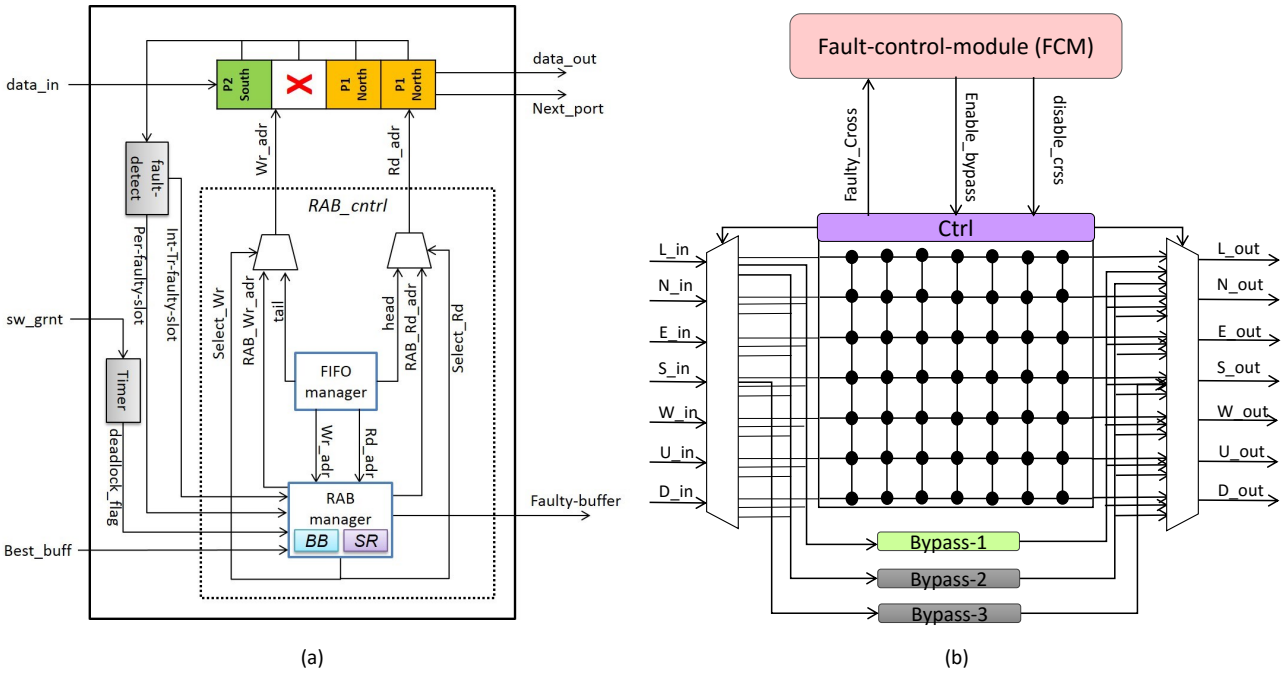 data_in
P2
South
X
P1
North
P1
North
data_out
Next_port
Wr_adr
Rd_adr
fault-
detect
RAB_cntrl
Per-faulty-slot
Int-Tr-faulty-slot
Select_Wr
RAB_Wr_adr
tail
head
RAB_Rd_adr
Select_Rd
sw_grnt
Timer
deadlock_flag
FIFO
manager
Wr_adr
Rd_adr
RAB
manager
BB
SR
Faulty-buffer
Best_buff
(a)
Fault-control-module (FCM)
Faulty_Cross
Enable_bypass
disable_crss
Ctrl
L_in
N_in
E_in
S_in
W_in
U_in
D_in
L_out
N_out
E_out
S_out
W_out
U_out
D_out
Bypass-1
Bypass-2
Bypass-3
(b)